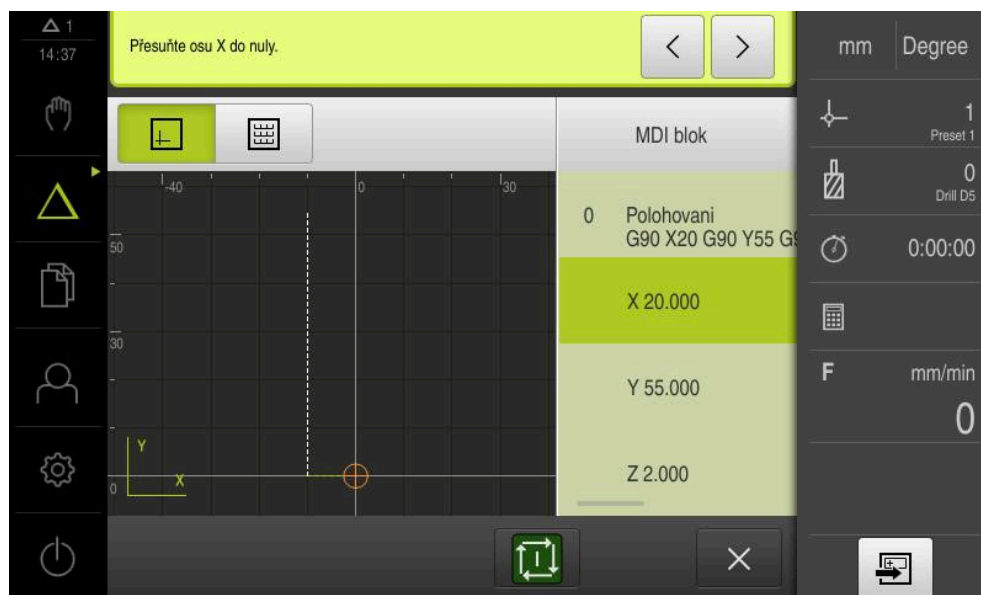 1
14:37
Přesuňte osu X do nuly.
mm
Degree
MDI blok
1
Preset 1
0
Drill D5
0:00:00
F
mm/min
0
-40
0
30
50
30
0
Y
X
0 Polohovani
G90 X20 G90 Y55 G9
X 20.000
Y 55.000
Z 2.000